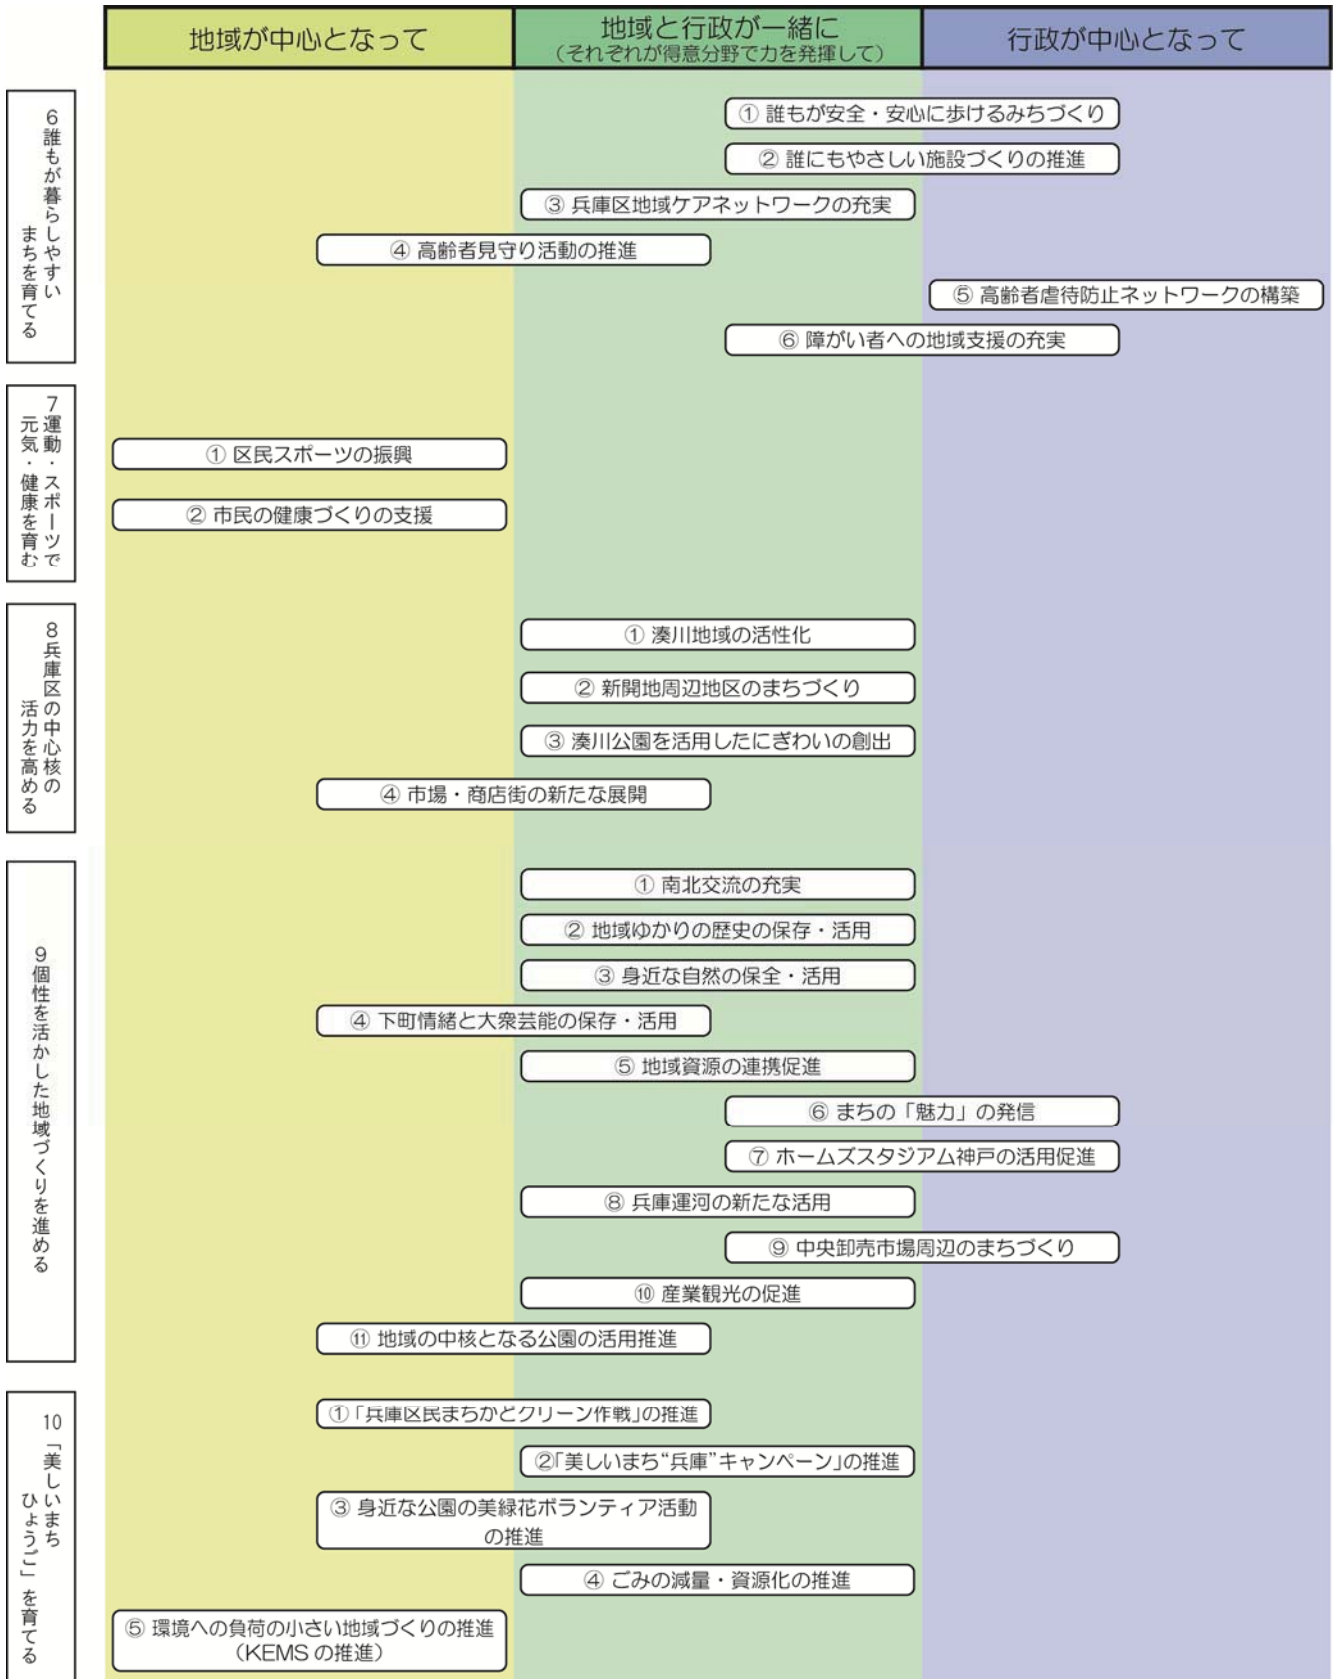 地域が中心となって
地域と行政が一緒に
（それぞれが得意分野で力を発揮して）
行政が中心となって
6誰もが暮らしやすい
まちを育てる
① 誰もが安全・安心に歩けるみちづくり
② 誰にもやさしい施設づくりの推進
③ 兵庫区地域ケアネットワークの充実
④ 高齢者見守り活動の推進
⑤ 高齢者虐待防止ネットワークの構築
⑥ 障がい者への地域支援の充実
7運動・スポーツで
元気・健康を育む
① 区民スポーツの振興
② 市民の健康づくりの支援
8兵庫区の中心核の
活力を高める
① 湊川地域の活性化
② 新開地周辺地区のまちづくり
③ 湊川公園を活用したにぎわいの創出
④ 市場・商店街の新たな展開
9個性を活かした地域づくりを進める
① 南北交流の充実
② 地域ゆかりの歴史の保存・活用
③ 身近な自然の保全・活用
④ 下町情緒と大衆芸能の保存・活用
⑤ 地域資源の連携促進
⑥ まちの「魅力」の発信
⑦ ホームズスタジアム神戸の活用促進
⑧ 兵庫運河の新たな活用
⑨ 中央卸売市場周辺のまちづくり
⑩ 産業観光の促進
⑪ 地域の中核となる公園の活用推進
10「美しいまち
ひょうご」を育てる
①「兵庫区民まちかどクリーン作戦」の推進
②「美しいまち“兵庫”キャンペーン」の推進
③ 身近な公園の美緑花ボランティア活動
の推進
④ ごみの減量・資源化の推進
⑤ 環境への負荷の小さい地域づくりの推進
（KEMS の推進）